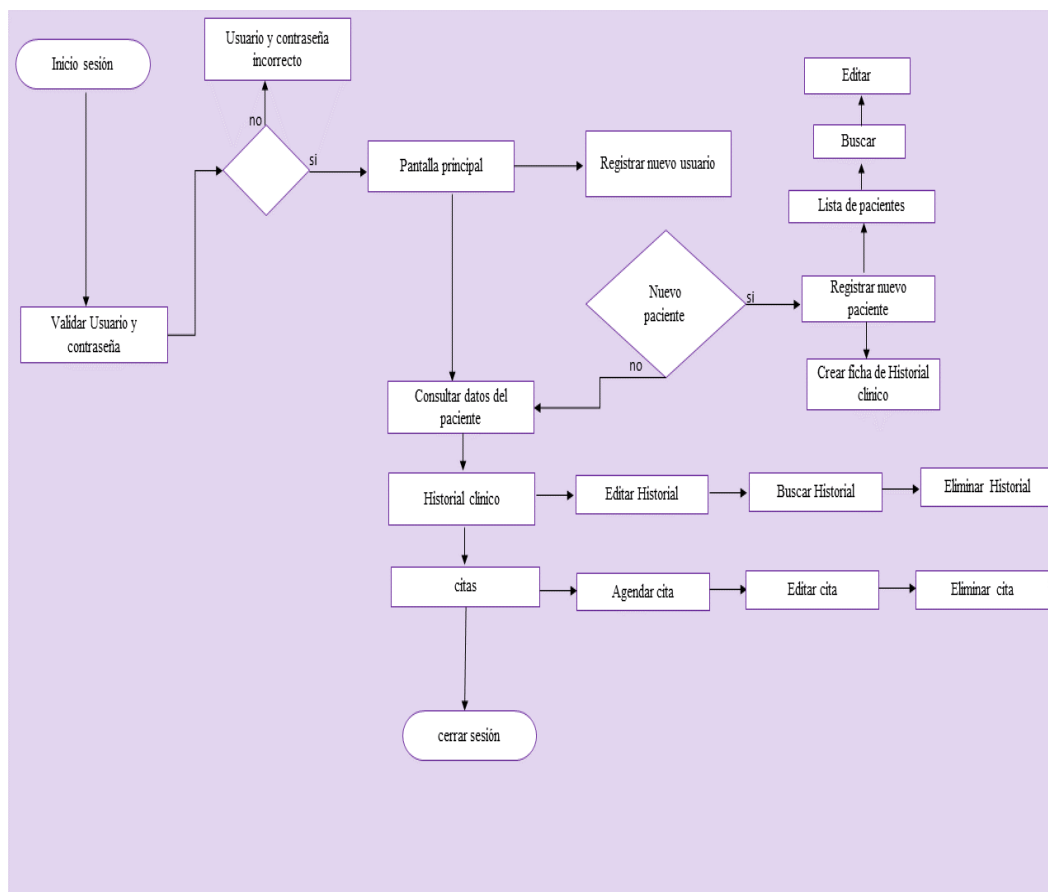 Inicio sesión
Usuario y contraseña
incorrecto
no
si
Pantalla principal
Registrar nuevo usuario
Editar
Buscar
Lista de pacientes
Validar Usuario y
contraseña
Nuevo
paciente
si
no
Registrar nuevo
paciente
Crear ficha de Historial
clinico
Consultar datos del
paciente
Historial clinico
Editar Historial
Buscar Historial
Eliminar Historial
citas
Agendar cita
Editar cita
Eliminar cita
cerrar sesión